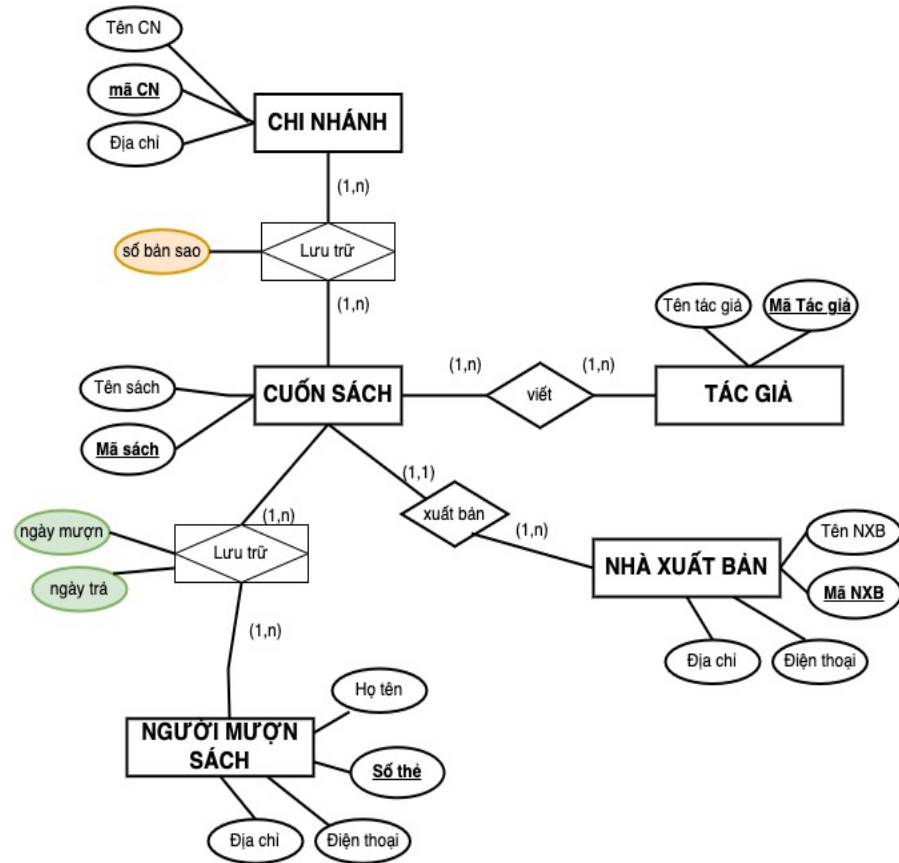 Tên CN
mã CN
Địa chỉ
CHI NHÁNH
(1,n)
số bản sao
Lưu trữ
(1,n)
Tên tác giả
Mã Tác giả
Tên sách
Mã sách
CUỐN SÁCH
(1,n)
viết
(1,n)
TÁC GIẢ
(1,1)
xuất bản
(1,n)
ngày mượn
ngày trả
(1,n)
Lưu trữ
(1,n)
NHÀ XUẤT BẢN
Tên NXB
Mã NXB
Địa chỉ
Điện thoại
NGƯỜI MƯỢN
SÁCH
Họ tên
Số thẻ
Địa chỉ
Điện thoại